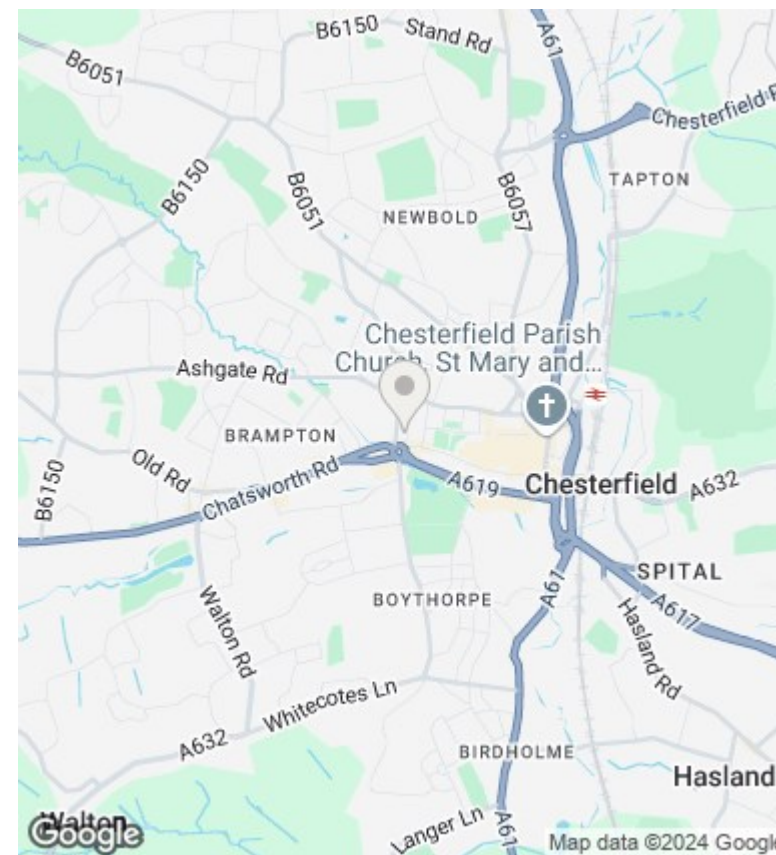 B6150
Stand Rd
A61
B6051
Chesterfield R
TAPTON
B6150
B6051
B6057
NEWBOLD
Chesterfield Parish
Church, St Mary and...
Ashgate Rd
BRAMPTON
Old Rd
B6150
Chatsworth Rd
A619
Chesterfield
A632
SPITAL
BOYTHORPE
A61
A617
Hasland Rd
Walton Rd
Whitecotes Ln
A632
BIRDHOLME
Hasland
Walton
Langer Ln
A61
Google
Map data ©2024 Google